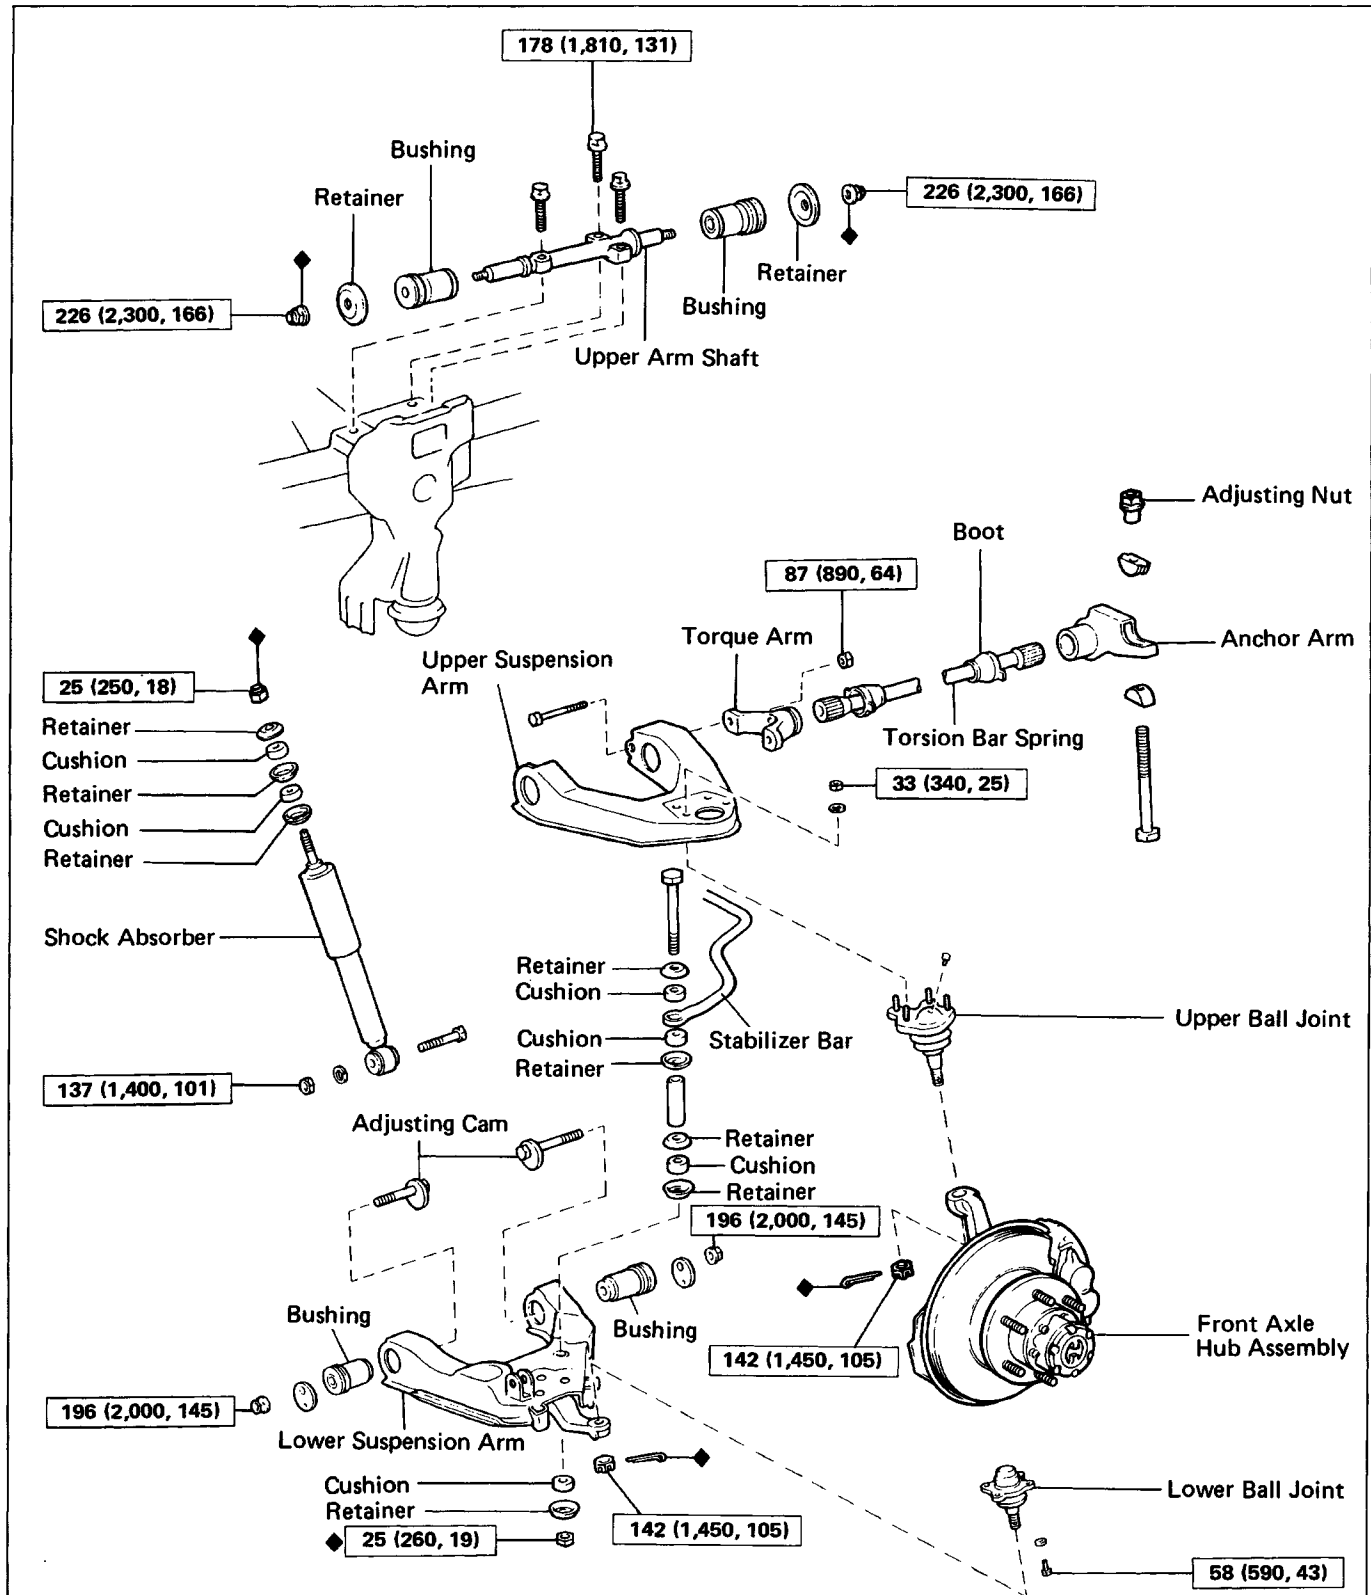 178 (1,810, 131)
Bushing
Retainer
226 (2,300, 166)
Retainer
Bushing
226 (2,300, 166)
Upper Arm Shaft
Adjusting Nut
Boot
87 (890, 64)
Torque Arm
Anchor Arm
Upper Suspension
Arm
25 (250, 18)
Retainer
Cushion
Retainer
Cushion
Retainer
Torsion Bar Spring
33 (340, 25)
Shock Absorber
Retainer
Cushion
Cushion
Retainer
Stabilizer Bar
Upper Ball Joint
137 (1,400, 101)
Adjusting Cam
Retainer
Cushion
Retainer
196 (2,000, 145)
Bushing
Bushing
142 (1,450, 105)
Front Axle
Hub Assembly
196 (2,000, 145)
Lower Suspension Arm
Cushion
Retainer
25 (260, 19)
142 (1,450, 105)
Lower Ball Joint
58 (590, 43)